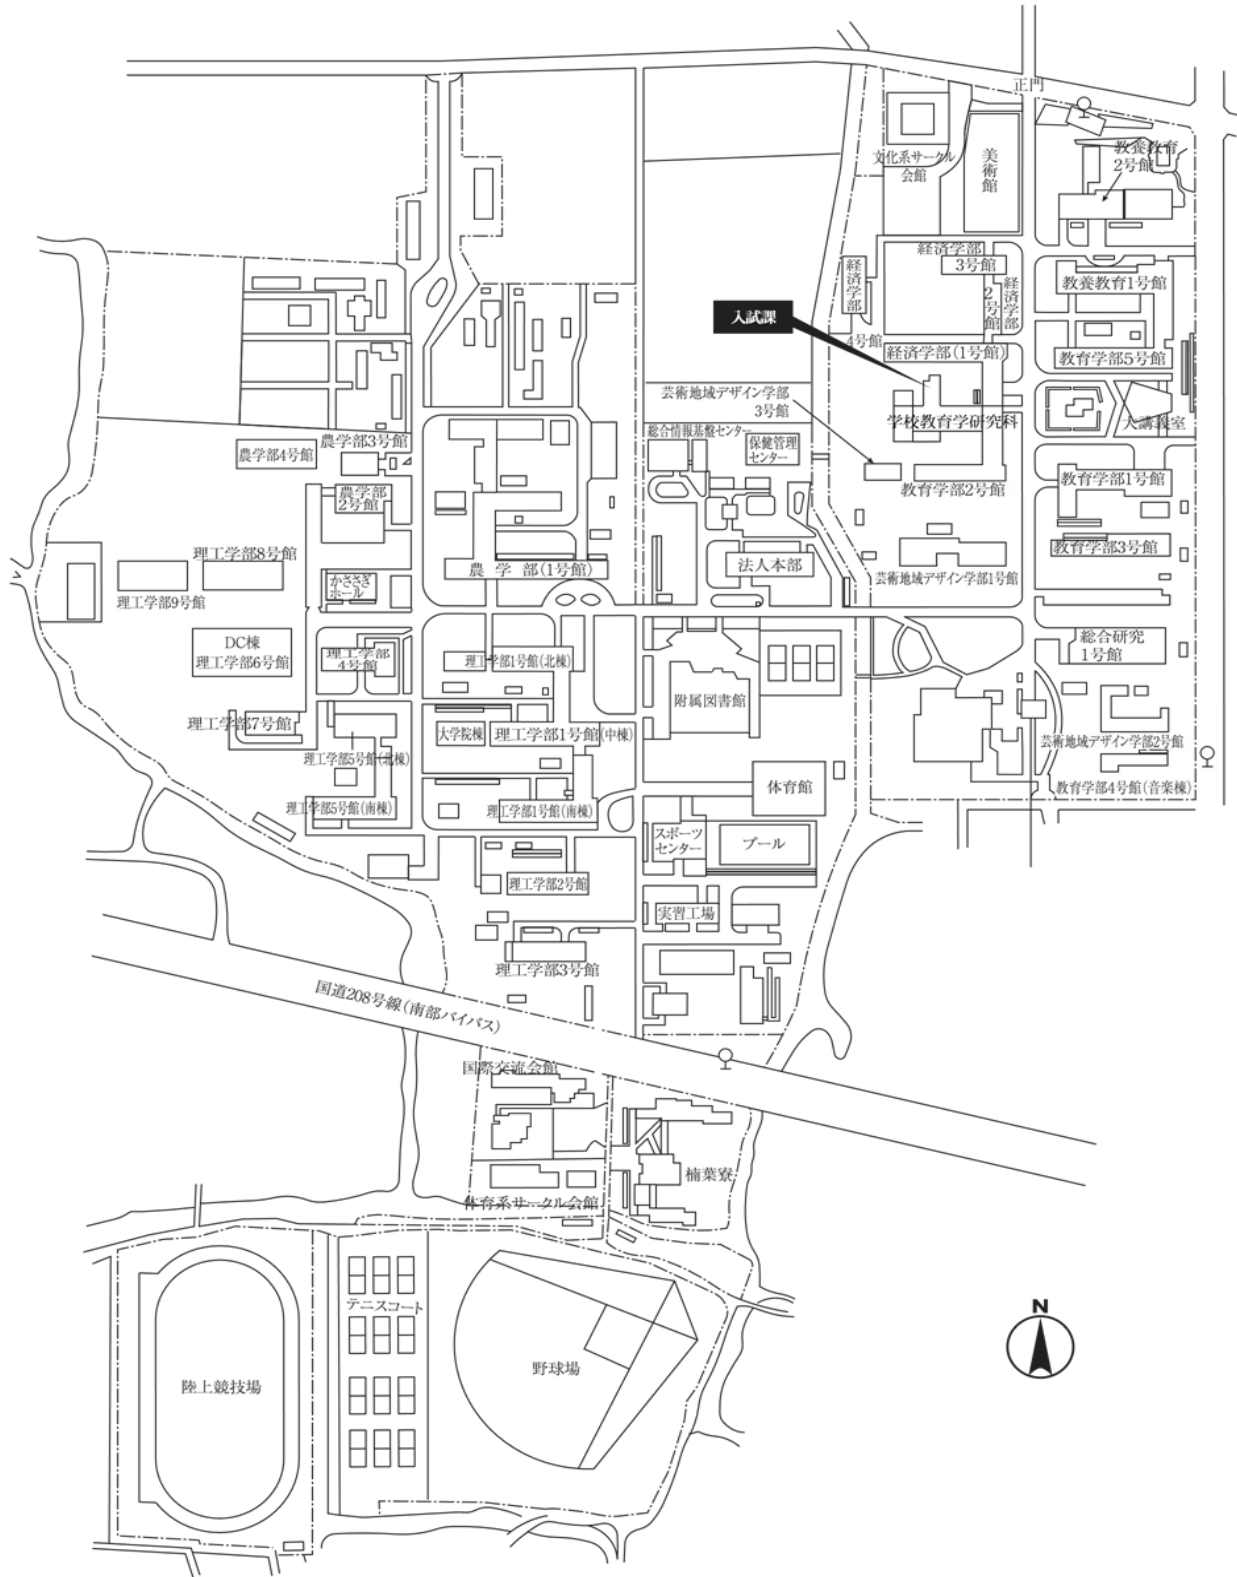 正門
教養教育
2号館
文化系サークル
会館
美術館
経済学部
3号館
経済学部
2号館
経済学部
4号館
教養教育1号館
入試課
経済学部(1号館)
教育学部5号館
芸術地域デザイン学部
3号館
学校教育学研究科
大講義室
総合情報基盤センター
保健管理
センター
農学部3号館
農学部4号館
農学部
2号館
教育学部2号館
教育学部1号館
教育学部3号館
理工学部8号館
農学部(1号館)
法人本部
芸術地域デザイン学部1号館
かささぎ
ホール
理工学部9号館
DC棟
理工学部6号館
理工学部
4号館
理工学部1号館(北棟)
総合研究
1号館
附属図書館
理工学部7号館
大学院棟
理工学部1号館(中棟)
芸術地域デザイン学部2号館
理工学部5号館(北棟)
体育館
教育学部4号館(音楽棟)
理工学部5号館(南棟)
理工学部1号館(南棟)
スポーツ
センター
プール
理工学部2号館
実習工場
理工学部3号館
国道208号線(南部バイパス)
国際交流会館
楠葉寮
体育系サークル会館
テニスコート
野球場
陸上競技場
N